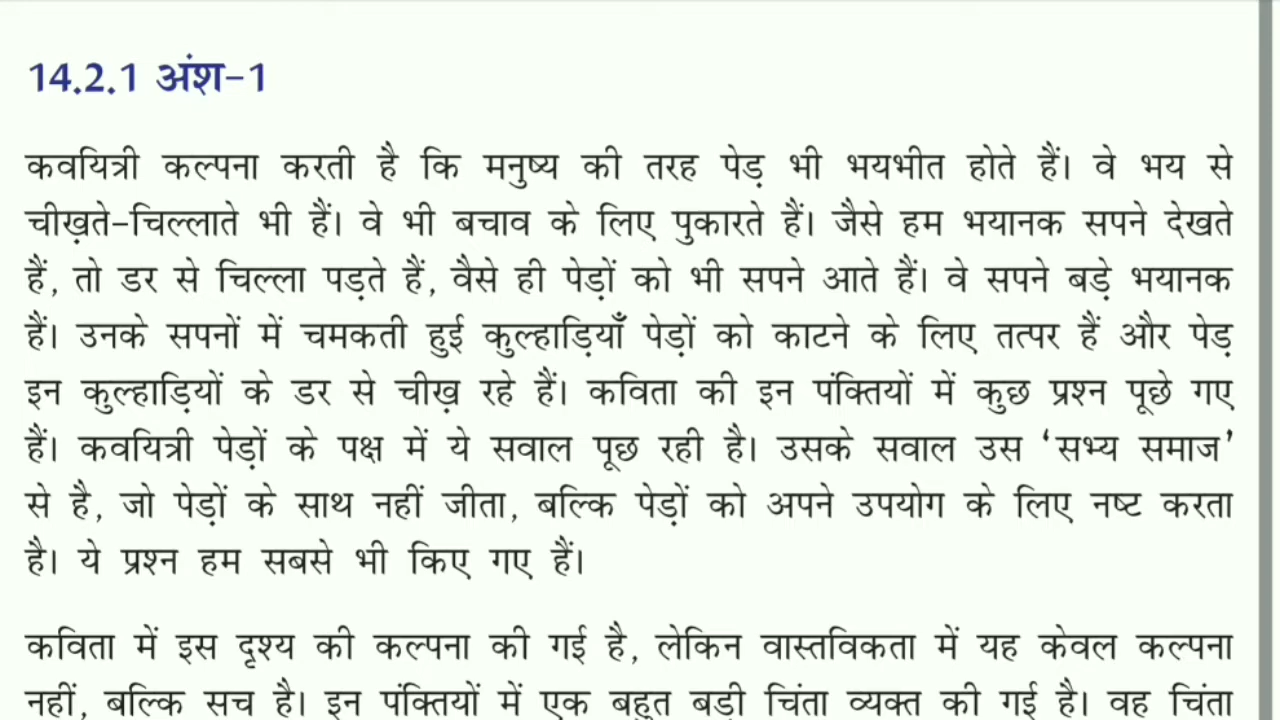 14.2.1 अंश-1
कवयित्री कल्पना करती है कि मनुष्य की तरह पेड़ भी भयभीत होते हैं। वे भय से
चीख़ते-चिल्लाते भी हैं। वे भी बचाव के लिए पुकारते हैं। जैसे हम भयानक सपने देखते
हैं, तो डर से चिल्ला पड़ते हैं, वैसे ही पेड़ों को भी सपने आते हैं। वे सपने बड़े भयानक
हैं। उनके सपनों में चमकती हुई कुल्हाड़ियाँ पेड़ों को काटने के लिए तत्पर हैं और पेड़
इन कुल्हाड़ियों के डर से चीख़ रहे हैं। कविता की इन पंक्तियों में कुछ प्रश्न पूछे गए
हैं। कवयित्री पेड़ों के पक्ष में ये सवाल पूछ रही है। उसके सवाल उस ‘सभ्य समाज’
से है, जो पेड़ों के साथ नहीं जीता, बल्कि पेड़ों को अपने उपयोग के लिए नष्ट करता
है। ये प्रश्न हम सबसे भी किए गए हैं।
कविता में इस दृश्य की कल्पना की गई है, लेकिन वास्तविकता में यह केवल कल्पना
नहीं, बल्कि सच है। इन पंक्तियों में एक बहुत बड़ी चिंता व्यक्त की गई है। वह चिंता